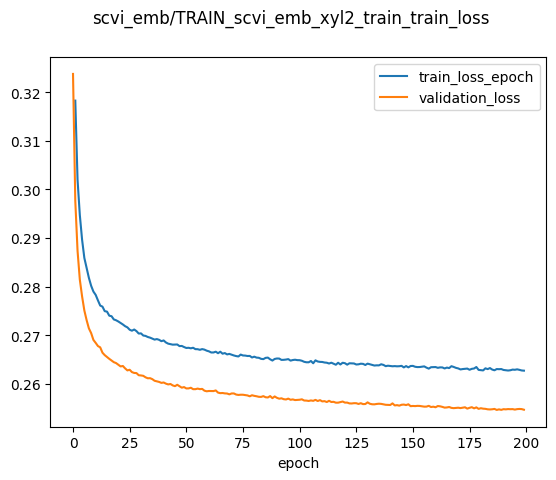 scvi_emb/TRAIN_scvi_emb_xyl2_train_train_loss
train_loss_epoch
validation_loss
0.32
0.31
0.30
0.29
0.28
0.27
0.26
0 25 50 75 100 125 150 175 200
epoch